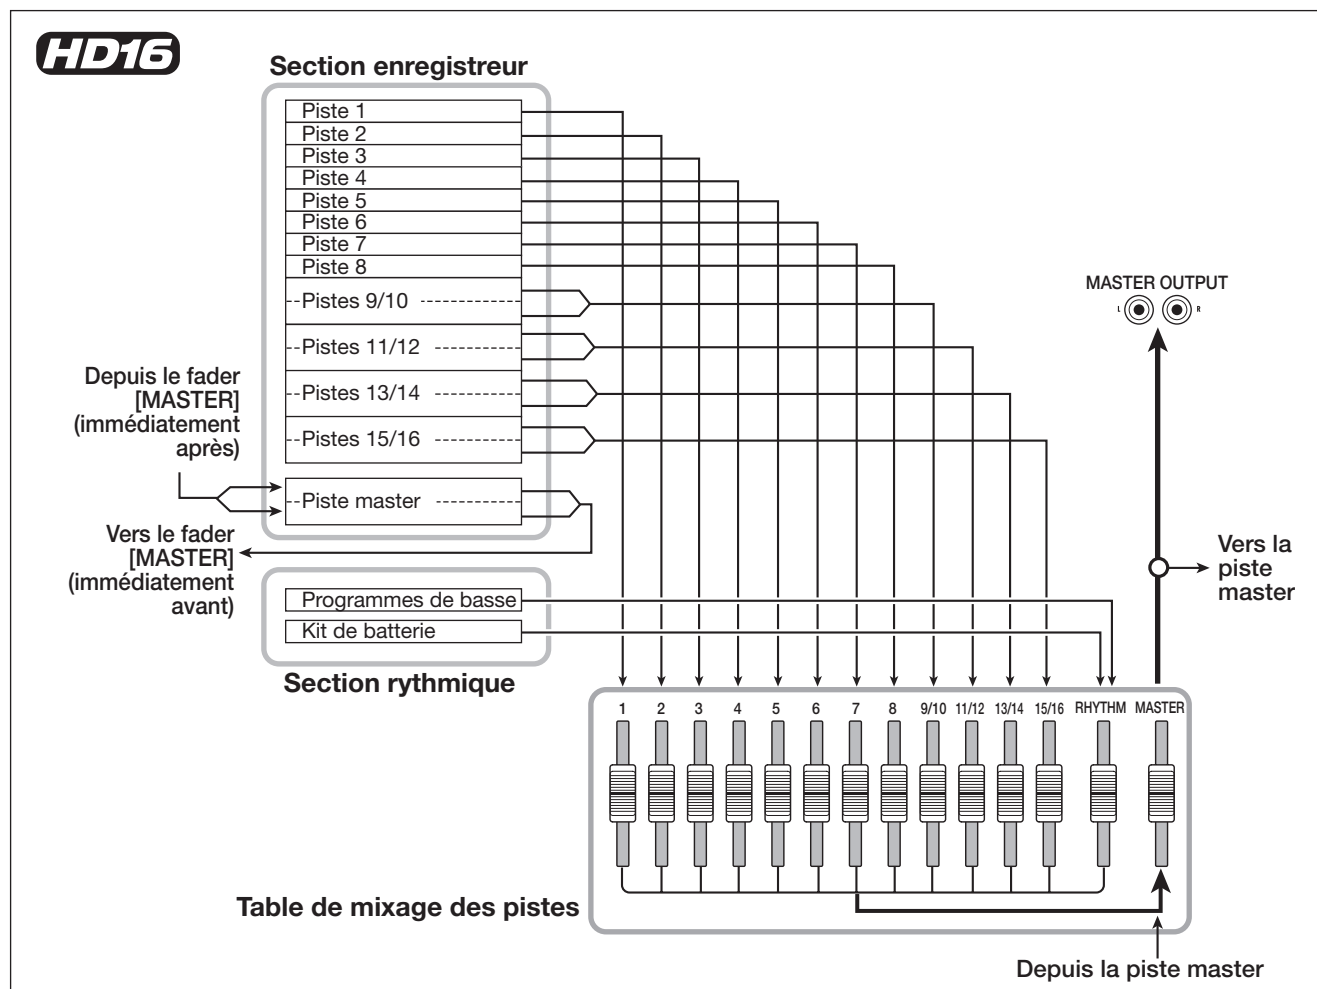 HD16
Section enregistreur
Piste 1
Piste 2
Piste 3
Piste 4
Piste 5
Piste 6
Piste 7
Piste 8
Pistes 9/10
Pistes 11/12
Pistes 13/14
Pistes 15/16
Piste master
Depuis le fader
[MASTER]
(immédiatement
après)
Vers le fader
[MASTER]
(immédiatement
avant)
Programmes de basse
Kit de batterie
Section rythmique
MASTER OUTPUT
L R
Vers la
piste
master
1 2 3 4 5 6 7 8 9/10 11/12 13/14 15/16 RHYTHM MASTER
Table de mixage des pistes
Depuis la piste master